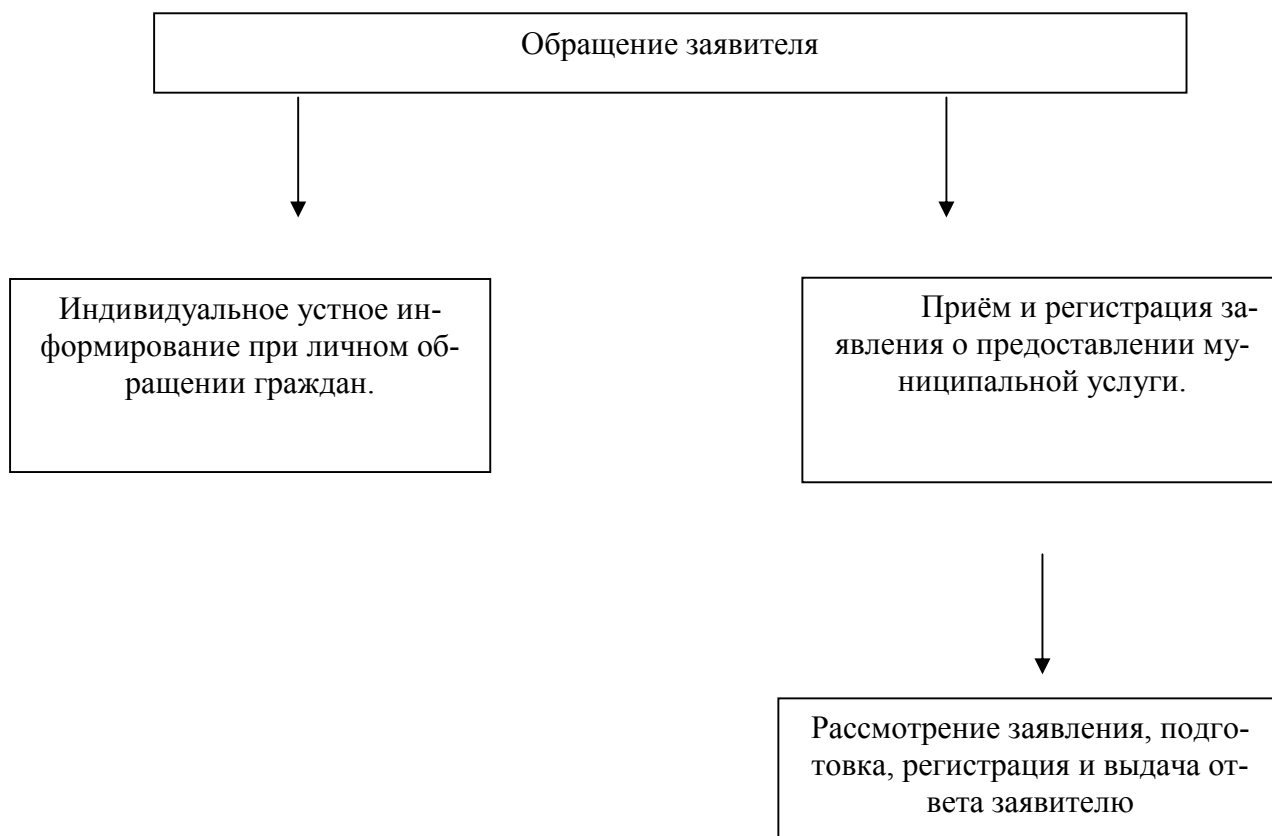 Обращение заявителя
Индивидуальное устное ин-
формирование при личном об-
ращении граждан.
Приём и регистрация за-
явления о предоставлении му-
ниципальной услуги.
Рассмотрение заявления, подго-
товка, регистрация и выдача от-
вета заявителю